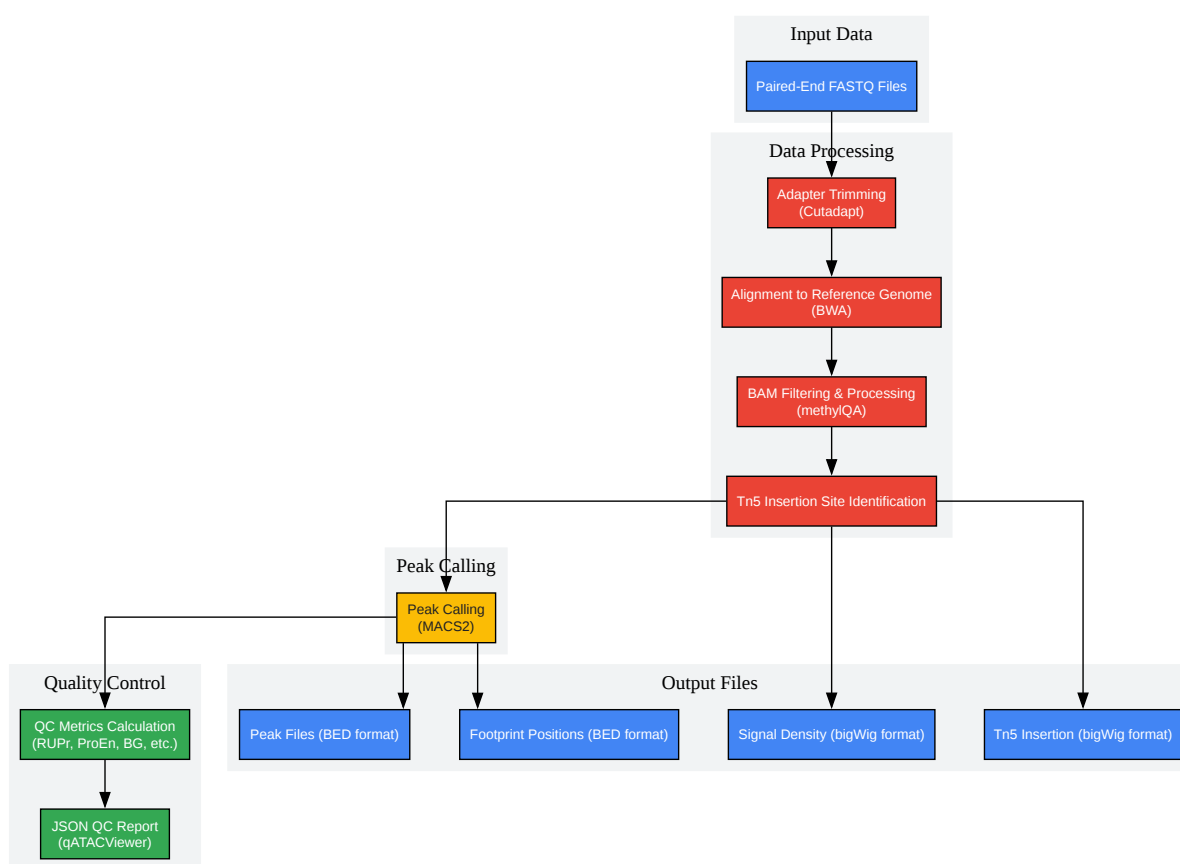 Input Data
Paired-End FASTQ Files
Data Processing
Adapter Trimming
(Cutadapt)
Alignment to Reference Genome
(BWA)
BAM Filtering & Processing
(methylQA)
Tn5 Insertion Site Identification
Peak Calling
Peak Calling
(MACS2)
Quality Control
QC Metrics Calculation
(RUPr, ProEn, BG, etc.)
JSON QC Report
(qATACViewer)
Output Files
Peak Files (BED format)
Footprint Positions (BED format)
Signal Density (bigWig format)
Tn5 Insertion (bigWig format)